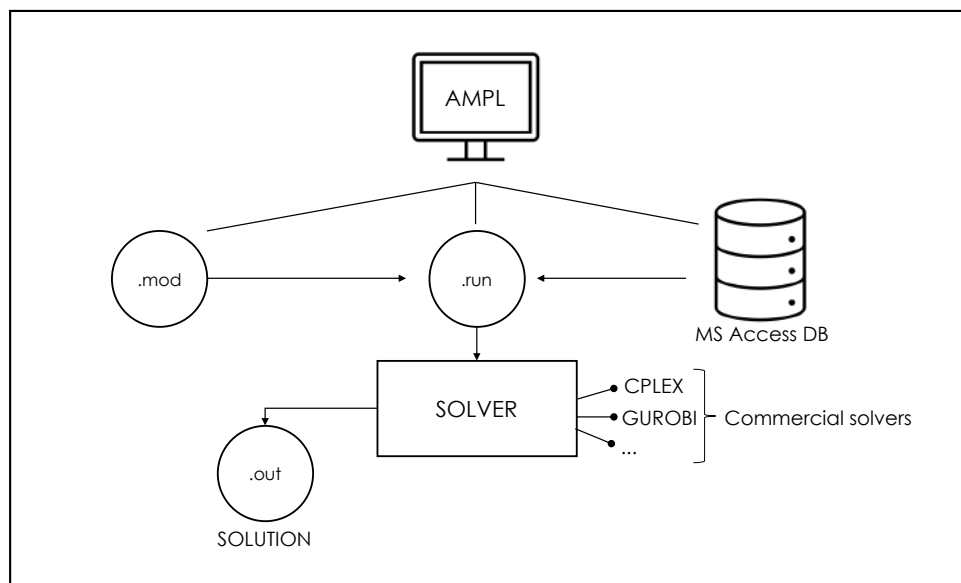 AMPL
.mod
.run
MS Access DB
SOLVER
CPLEX
GUROBI
...
Commercial solvers
.out
SOLUTION